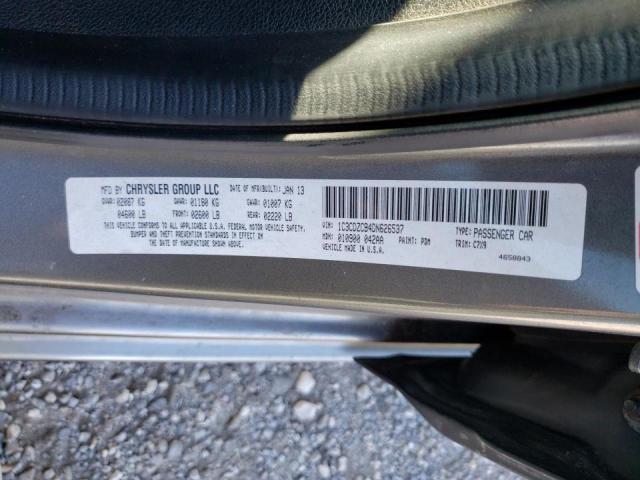 MFD BY CHRYSLER GROUP LLC DATE OF MFR(BUILT): JAN 13
GVWR: 02087 KG GAWR: 01180 KG GAWR: 01007 KG
04600 LB FRONT: 02600 LB REAR: 02220 LB
THIS VEHICLE CONFORMS TO ALL APPLICABLE U.S.A. FEDERAL MOTOR VEHICLE SAFETY,
BUMPER AND THEFT PREVENTION STANDARDS IN EFFECT
ON THE DATE OF MFR SHOWN ABOVE.
VIN: 1C3CDZCB4DN626537 TYPE: PASSENGER CAR
MDH: 010900 042AA PAINT: PDM TRIM: C7X9
VEHICLE MADE IN U.S.A.
4658843